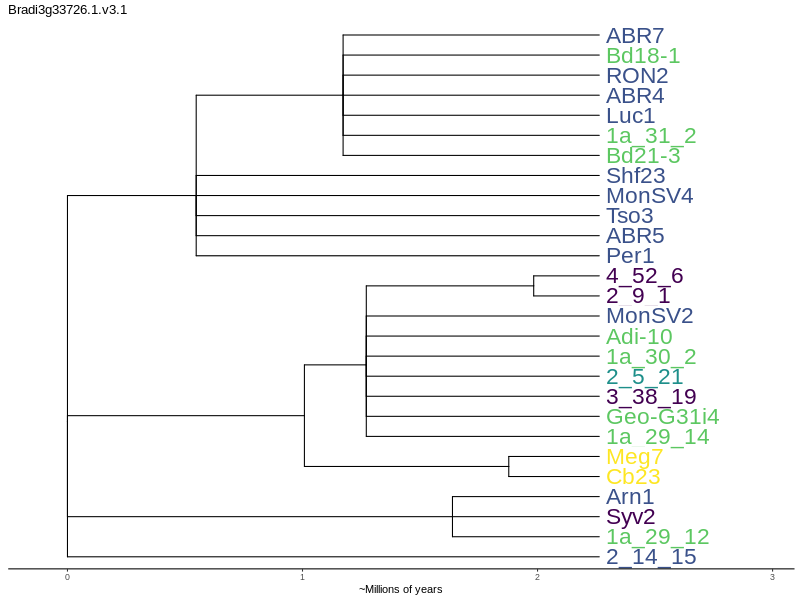 Bradi3g33726.1.v3.1
ABR7
Bd18-1
RON2
ABR4
Luc1
1a_31_2
Bd21-3
Shf23
MonSV4
Tso3
ABR5
Per1
4_52_6
2_9_1
MonSV2
Adi-10
1a_30_2
2_5_21
3_38_19
Geo-G31i4
1a_29_14
Meg7
Cb23
Arn1
Syv2
1a_29_12
2_14_15
0 1 2 3
~Millions of years